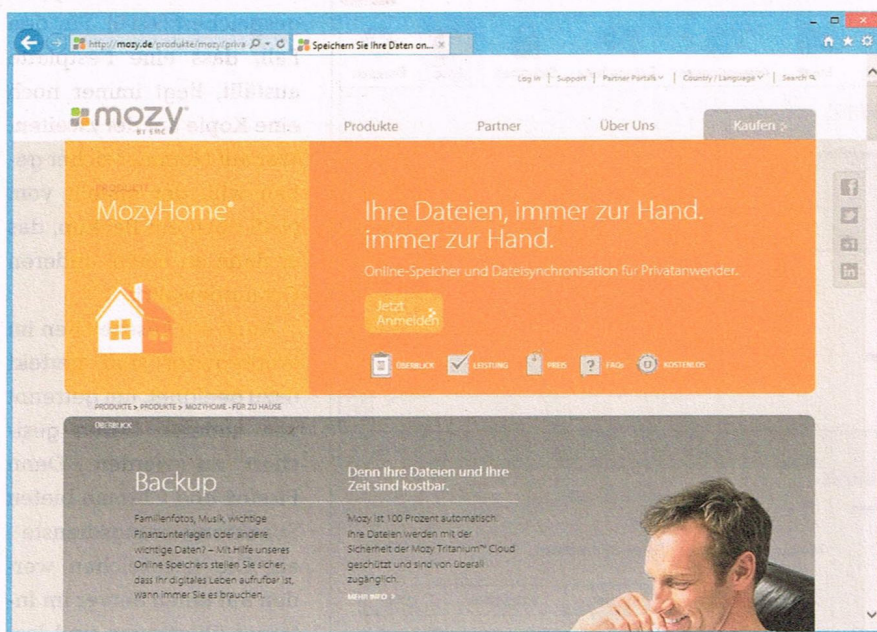 http://mozy.de/produkte/mozy/priva
Speichern Sie Ihre Daten on...
Log in | Support | Partner Portals | Country/Language | Search
mozy
BY EMC
Produkte Partner Über Uns Kaufen
MozyHome®
Ihre Dateien, immer zur Hand.
immer zur Hand.
Online-Speicher und Dateisynchronisation für Privatanwender.
Jetzt
Anmelden
ÜBERBLICK LEISTUNG PREIS FAQs KOSTENLOS
PRODUKTE > PRODUKTE > MOZYHOME - FÜR ZU HAUSE
ÜBERBLICK
Backup
Familienfotos, Musik, wichtige
Finanzunterlagen oder andere
wichtige Daten? – Mit Hilfe unseres
Online Speichers stellen Sie sicher,
dass Ihr digitales Leben aufrufbar ist,
wann immer Sie es brauchen.
Denn Ihre Dateien und Ihre
Zeit sind kostbar.
Mozy ist 100 Prozent automatisch.
Ihre Dateien werden mit der
Sicherheit der Mozy Tritanium™ Cloud
geschützt und sind von überall
zugänglich.
MEHR INFO >